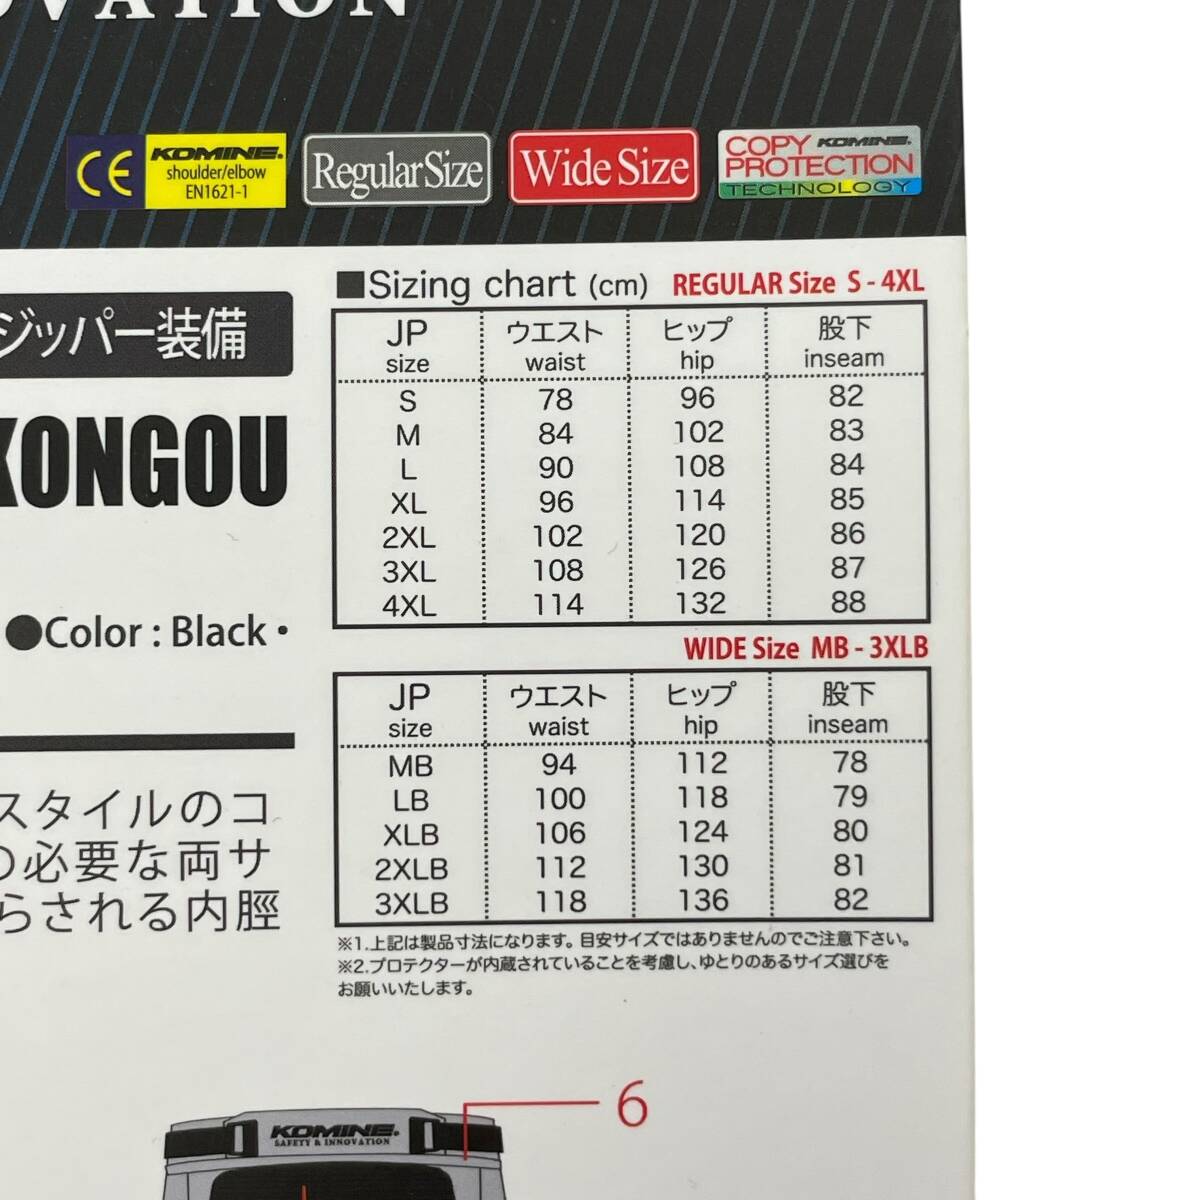 OVATION
CE KOMINE. shoulder/elbow EN1621-1
Regular Size
Wide Size
COPY KOMINE. PROTECTION TECHNOLOGY
ジッパー装備
KONGOU
●Color : Black •
スタイルのコ
の必要な両サ
らされる内脛
■Sizing chart (cm) REGULAR Size S - 4XL
JP size ウエスト waist ヒップ hip 股下 inseam
S 78 96 82
M 84 102 83
L 90 108 84
XL 96 114 85
2XL 102 120 86
3XL 108 126 87
4XL 114 132 88
WIDE Size MB - 3XLB
JP size ウエスト waist ヒップ hip 股下 inseam
MB 94 112 78
LB 100 118 79
XLB 106 124 80
2XLB 112 130 81
3XLB 118 136 82
※1.上記は製品寸法になります。目安サイズではありませんのでご注意下さい。
※2.プロテクターが内蔵されていることを考慮し、ゆとりのあるサイズ選びを
お願いいたします。
6
KOMINE.
SAFETY & INNOVATION